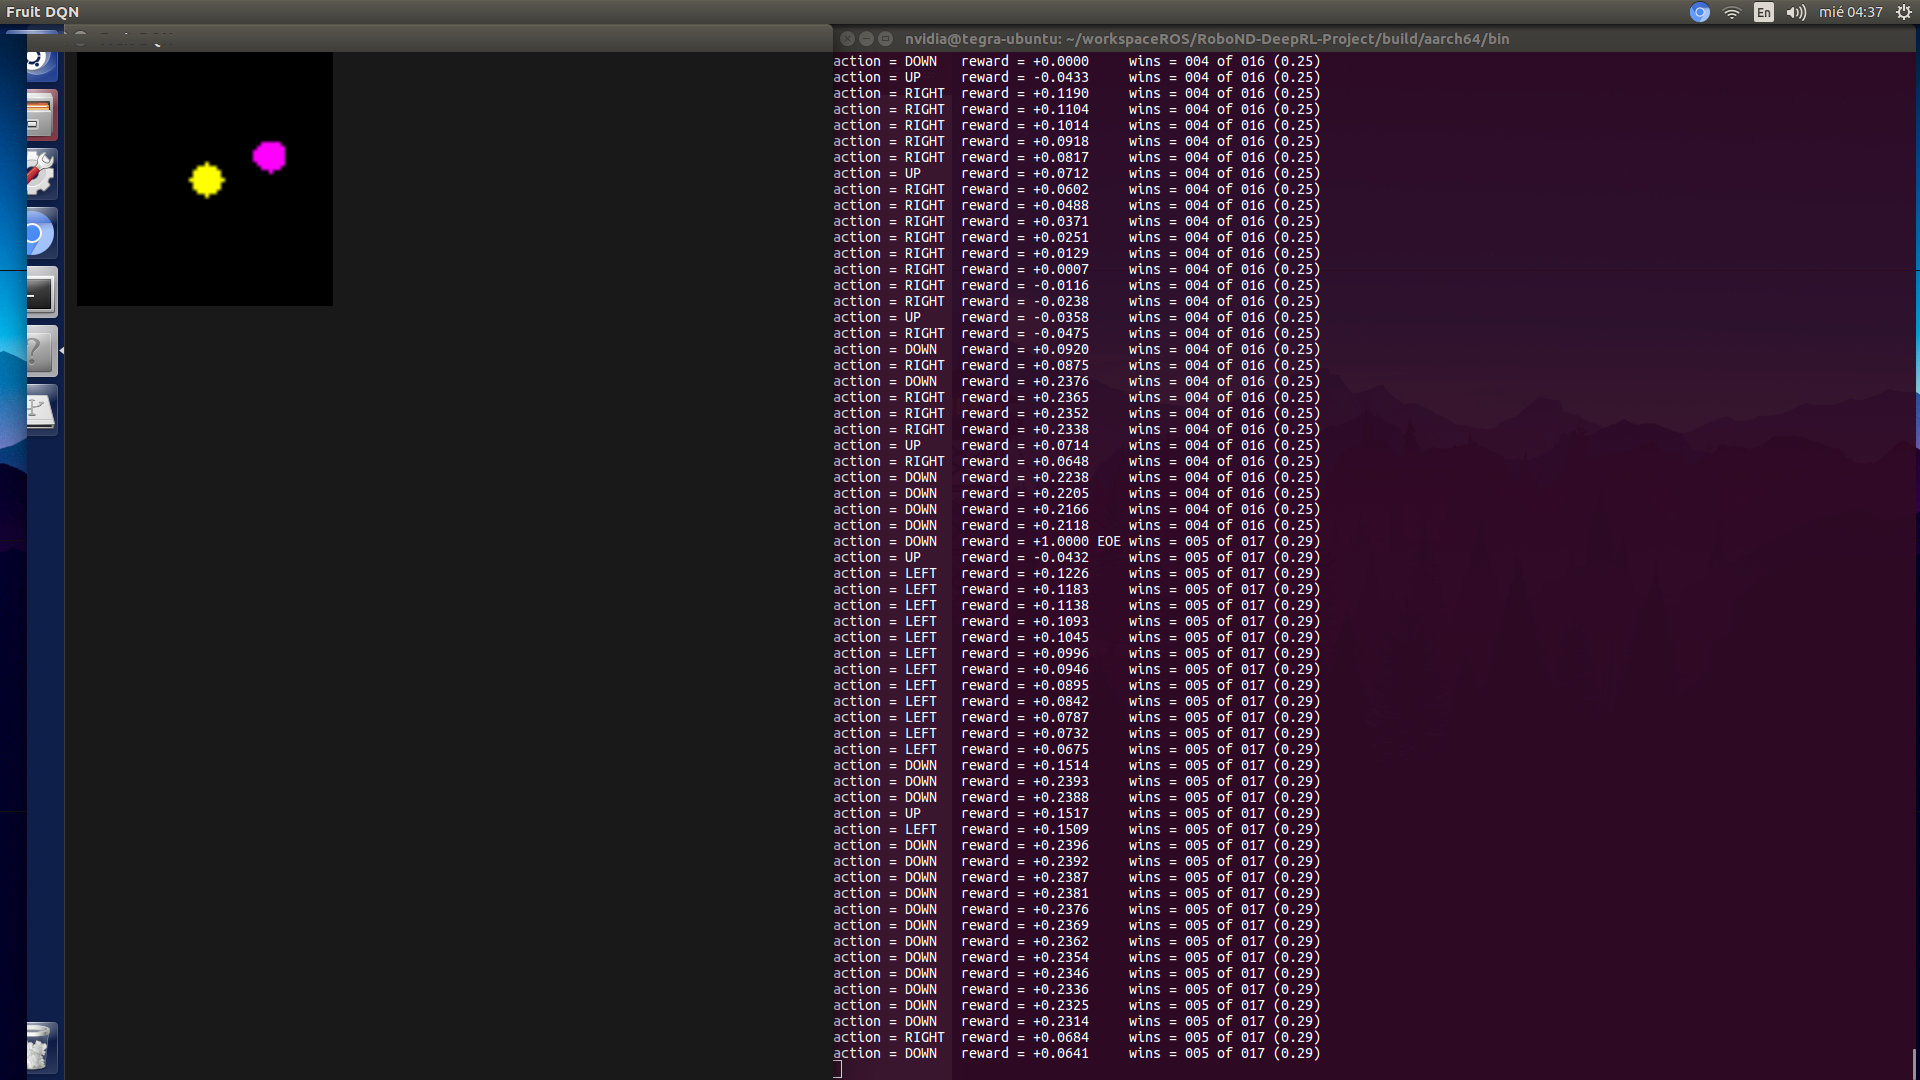 Fruit DQN
En
mié 04:37
nvidia@tegra-ubuntu: ~/workspaceROS/RoboND-DeepRL-Project/build/aarch64/bin
action = DOWN reward = +0.0000 wins = 004 of 016 (0.25)
action = UP reward = -0.0433 wins = 004 of 016 (0.25)
action = RIGHT reward = +0.1190 wins = 004 of 016 (0.25)
action = RIGHT reward = +0.1104 wins = 004 of 016 (0.25)
action = RIGHT reward = +0.1014 wins = 004 of 016 (0.25)
action = RIGHT reward = +0.0918 wins = 004 of 016 (0.25)
action = RIGHT reward = +0.0817 wins = 004 of 016 (0.25)
action = UP reward = +0.0712 wins = 004 of 016 (0.25)
action = RIGHT reward = +0.0602 wins = 004 of 016 (0.25)
action = RIGHT reward = +0.0488 wins = 004 of 016 (0.25)
action = RIGHT reward = +0.0371 wins = 004 of 016 (0.25)
action = RIGHT reward = +0.0251 wins = 004 of 016 (0.25)
action = RIGHT reward = +0.0129 wins = 004 of 016 (0.25)
action = RIGHT reward = +0.0007 wins = 004 of 016 (0.25)
action = RIGHT reward = -0.0116 wins = 004 of 016 (0.25)
action = RIGHT reward = -0.0238 wins = 004 of 016 (0.25)
action = UP reward = -0.0358 wins = 004 of 016 (0.25)
action = RIGHT reward = -0.0475 wins = 004 of 016 (0.25)
action = DOWN reward = +0.0920 wins = 004 of 016 (0.25)
action = RIGHT reward = +0.0875 wins = 004 of 016 (0.25)
action = DOWN reward = +0.2376 wins = 004 of 016 (0.25)
action = RIGHT reward = +0.2365 wins = 004 of 016 (0.25)
action = RIGHT reward = +0.2352 wins = 004 of 016 (0.25)
action = RIGHT reward = +0.2338 wins = 004 of 016 (0.25)
action = UP reward = +0.0714 wins = 004 of 016 (0.25)
action = RIGHT reward = +0.0648 wins = 004 of 016 (0.25)
action = DOWN reward = +0.2238 wins = 004 of 016 (0.25)
action = DOWN reward = +0.2205 wins = 004 of 016 (0.25)
action = DOWN reward = +0.2166 wins = 004 of 016 (0.25)
action = DOWN reward = +0.2118 wins = 004 of 016 (0.25)
action = DOWN reward = +1.0000 EOE wins = 005 of 017 (0.29)
action = UP reward = -0.0432 wins = 005 of 017 (0.29)
action = LEFT reward = +0.1226 wins = 005 of 017 (0.29)
action = LEFT reward = +0.1183 wins = 005 of 017 (0.29)
action = LEFT reward = +0.1138 wins = 005 of 017 (0.29)
action = LEFT reward = +0.1093 wins = 005 of 017 (0.29)
action = LEFT reward = +0.1045 wins = 005 of 017 (0.29)
action = LEFT reward = +0.0996 wins = 005 of 017 (0.29)
action = LEFT reward = +0.0946 wins = 005 of 017 (0.29)
action = LEFT reward = +0.0895 wins = 005 of 017 (0.29)
action = LEFT reward = +0.0842 wins = 005 of 017 (0.29)
action = LEFT reward = +0.0787 wins = 005 of 017 (0.29)
action = LEFT reward = +0.0732 wins = 005 of 017 (0.29)
action = LEFT reward = +0.0675 wins = 005 of 017 (0.29)
action = DOWN reward = +0.1514 wins = 005 of 017 (0.29)
action = DOWN reward = +0.2393 wins = 005 of 017 (0.29)
action = DOWN reward = +0.2388 wins = 005 of 017 (0.29)
action = UP reward = +0.1517 wins = 005 of 017 (0.29)
action = LEFT reward = +0.1509 wins = 005 of 017 (0.29)
action = DOWN reward = +0.2396 wins = 005 of 017 (0.29)
action = DOWN reward = +0.2392 wins = 005 of 017 (0.29)
action = DOWN reward = +0.2387 wins = 005 of 017 (0.29)
action = DOWN reward = +0.2381 wins = 005 of 017 (0.29)
action = DOWN reward = +0.2376 wins = 005 of 017 (0.29)
action = DOWN reward = +0.2369 wins = 005 of 017 (0.29)
action = DOWN reward = +0.2362 wins = 005 of 017 (0.29)
action = DOWN reward = +0.2354 wins = 005 of 017 (0.29)
action = DOWN reward = +0.2346 wins = 005 of 017 (0.29)
action = DOWN reward = +0.2336 wins = 005 of 017 (0.29)
action = DOWN reward = +0.2325 wins = 005 of 017 (0.29)
action = DOWN reward = +0.2314 wins = 005 of 017 (0.29)
action = RIGHT reward = +0.0684 wins = 005 of 017 (0.29)
action = DOWN reward = +0.0641 wins = 005 of 017 (0.29)